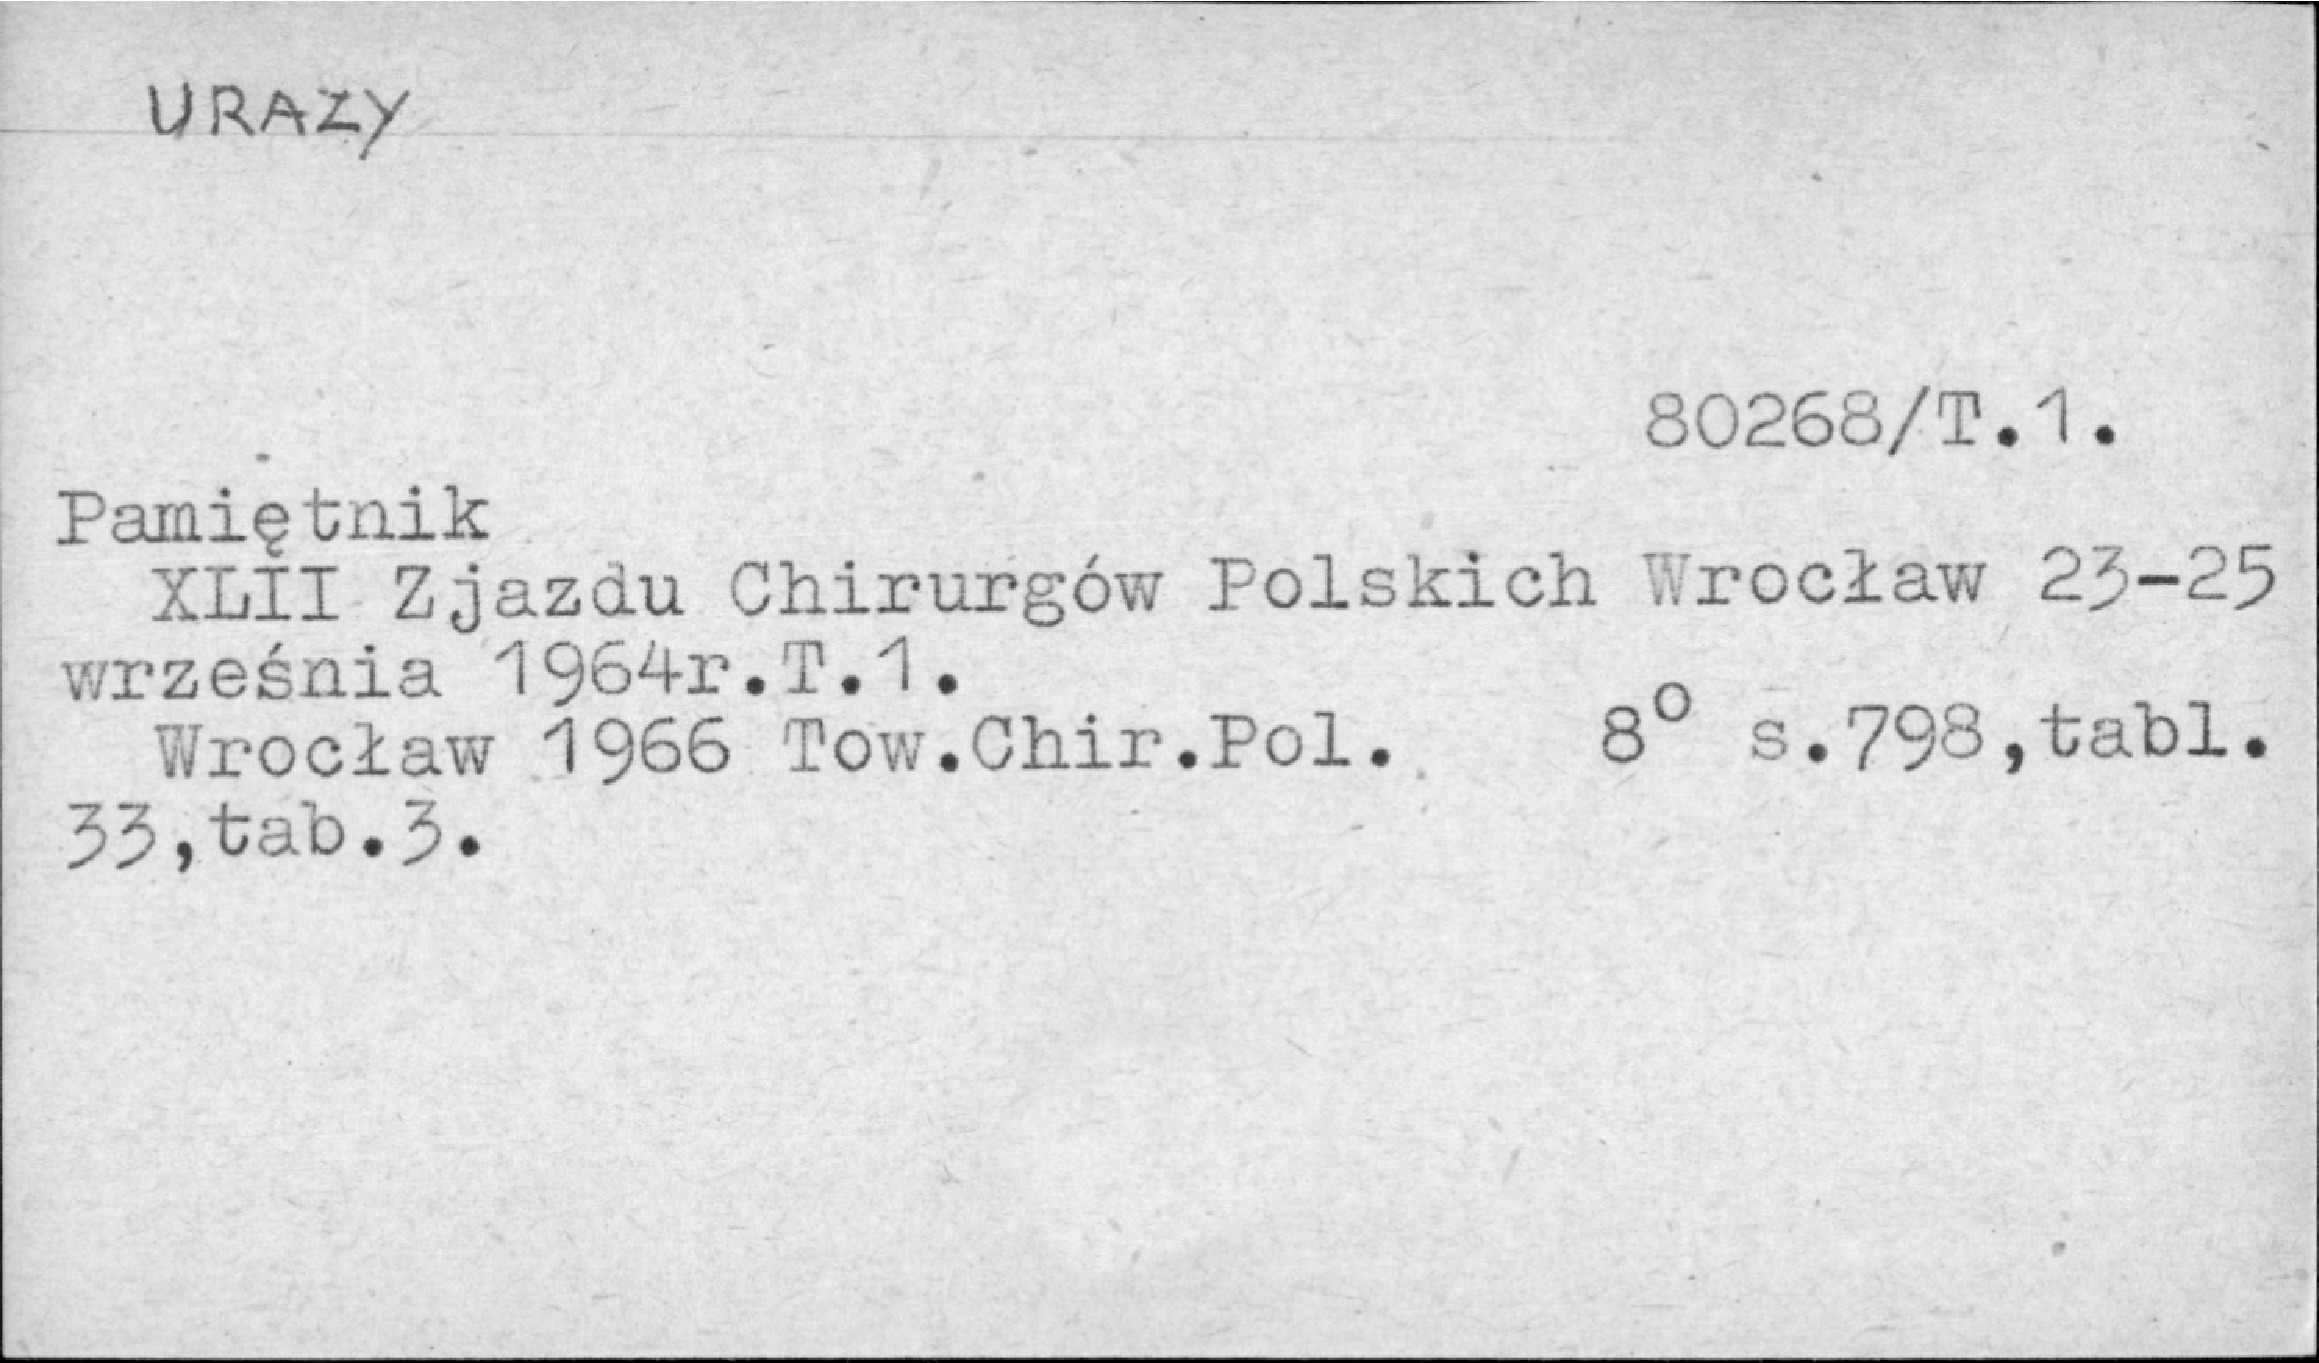 URAZY
80268/T.1.
Pamiętnik
XLII Zjazdu Chirurgów Polskich Wrocław 23-25
września 1964r.T.1.
Wrocław 1966 Tow.Chir.Pol. 8° s.798,tabl.
33,tab.3.